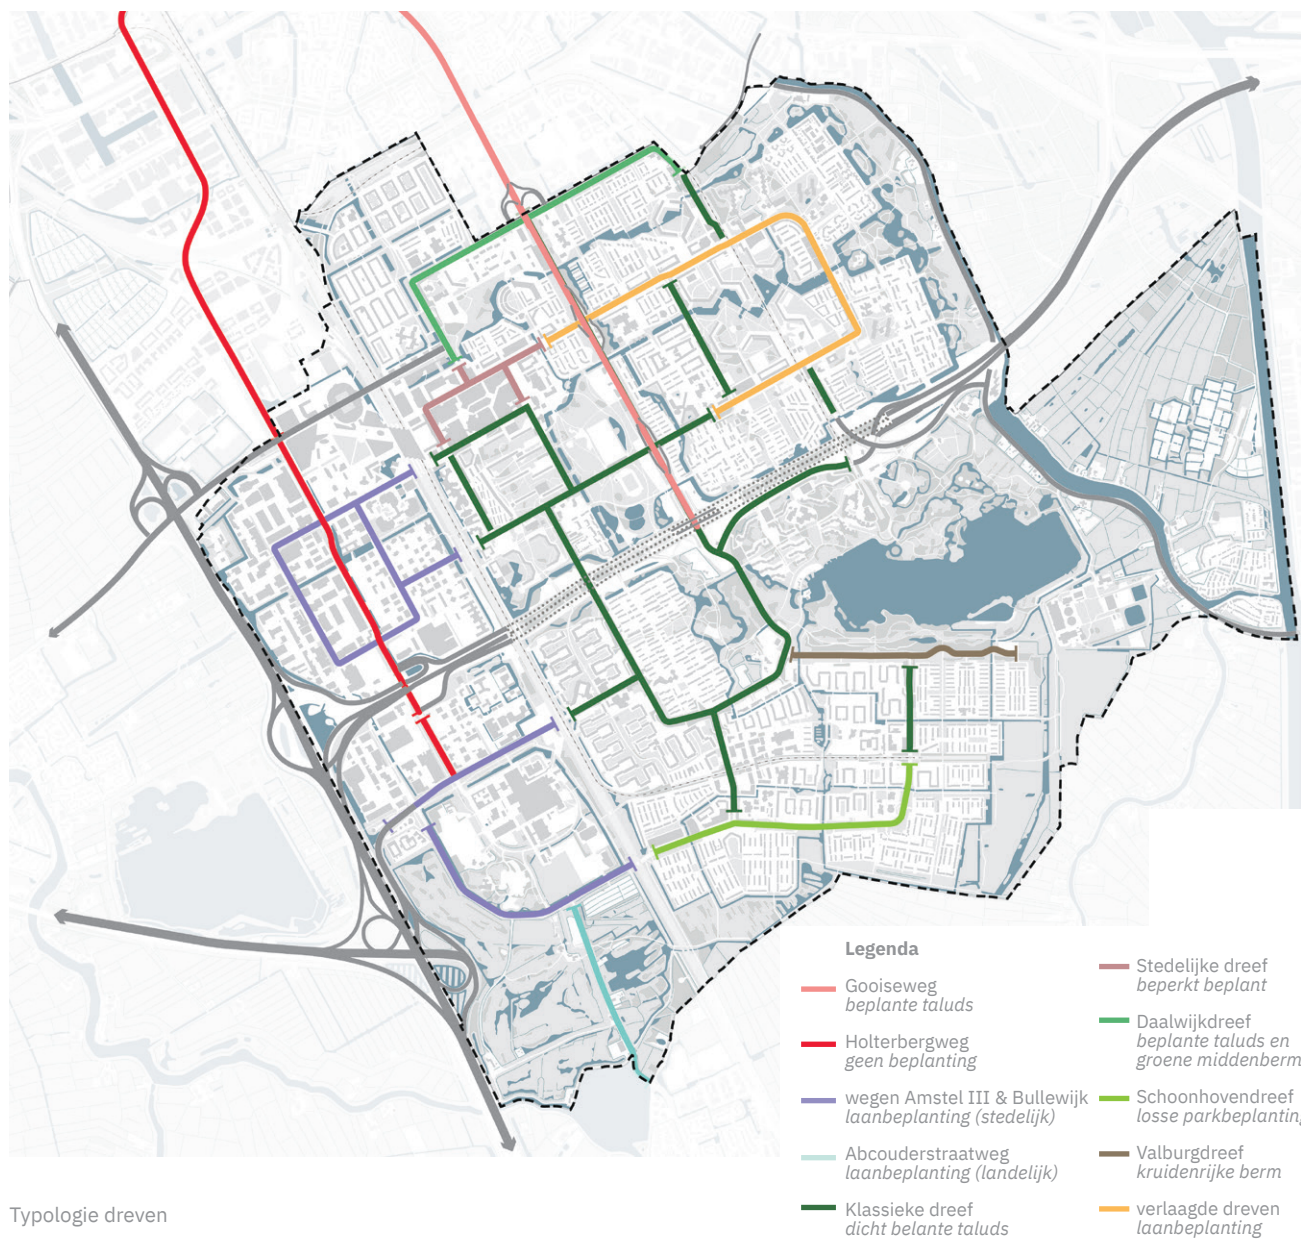 Legenda
Gooiseweg
beplante taluds
Holterbergweg
geen beplanting
wegen Amstel III & Bullewijk
laanbeplanting (stedelijk)
Abcouderstraatweg
laanbeplanting (landelijk)
Klassieke dreef
dicht belante taluds
Stedelijke dreef
beperkt beplant
Daalwijkdreef
beplante taluds en
groene middenberm
Schoonhovendreef
losse parkbeplanting
Valburgdreef
kruidenrijke berm
verlaagde dreven
laanbeplanting
Typologie dreven